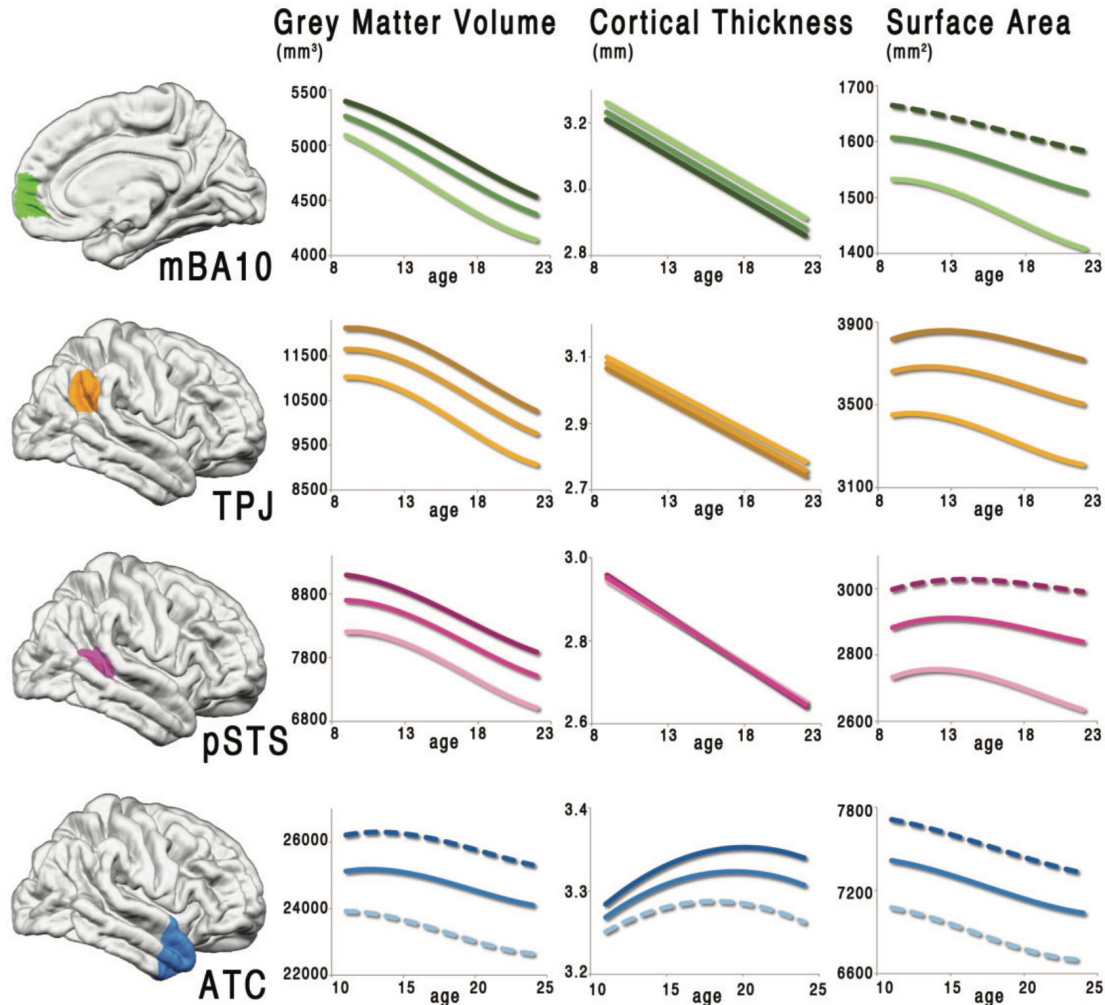 Grey Matter Volume Cortical Thickness Surface Area
(mm³) (mm) (mm²)
mBA10
5500
5000
4500
4000
8 13 18 23
age
3.2
3.0
2.8
8 13 18 23
age
1700
1600
1500
1400
8 13 18 23
age
TPJ
11500
10500
9500
8500
8 13 18 23
age
3.1
2.9
2.7
8 13 18 23
age
3900
3500
3100
8 13 18 23
age
pSTS
8800
7800
6800
8 13 18 23
age
3.0
2.8
2.6
8 13 18 23
age
3000
2800
2600
8 13 18 23
age
ATC
26000
24000
22000
10 15 20 25
age
3.4
3.3
3.2
10 15 20 25
age
7800
7200
6600
10 15 20 25
age